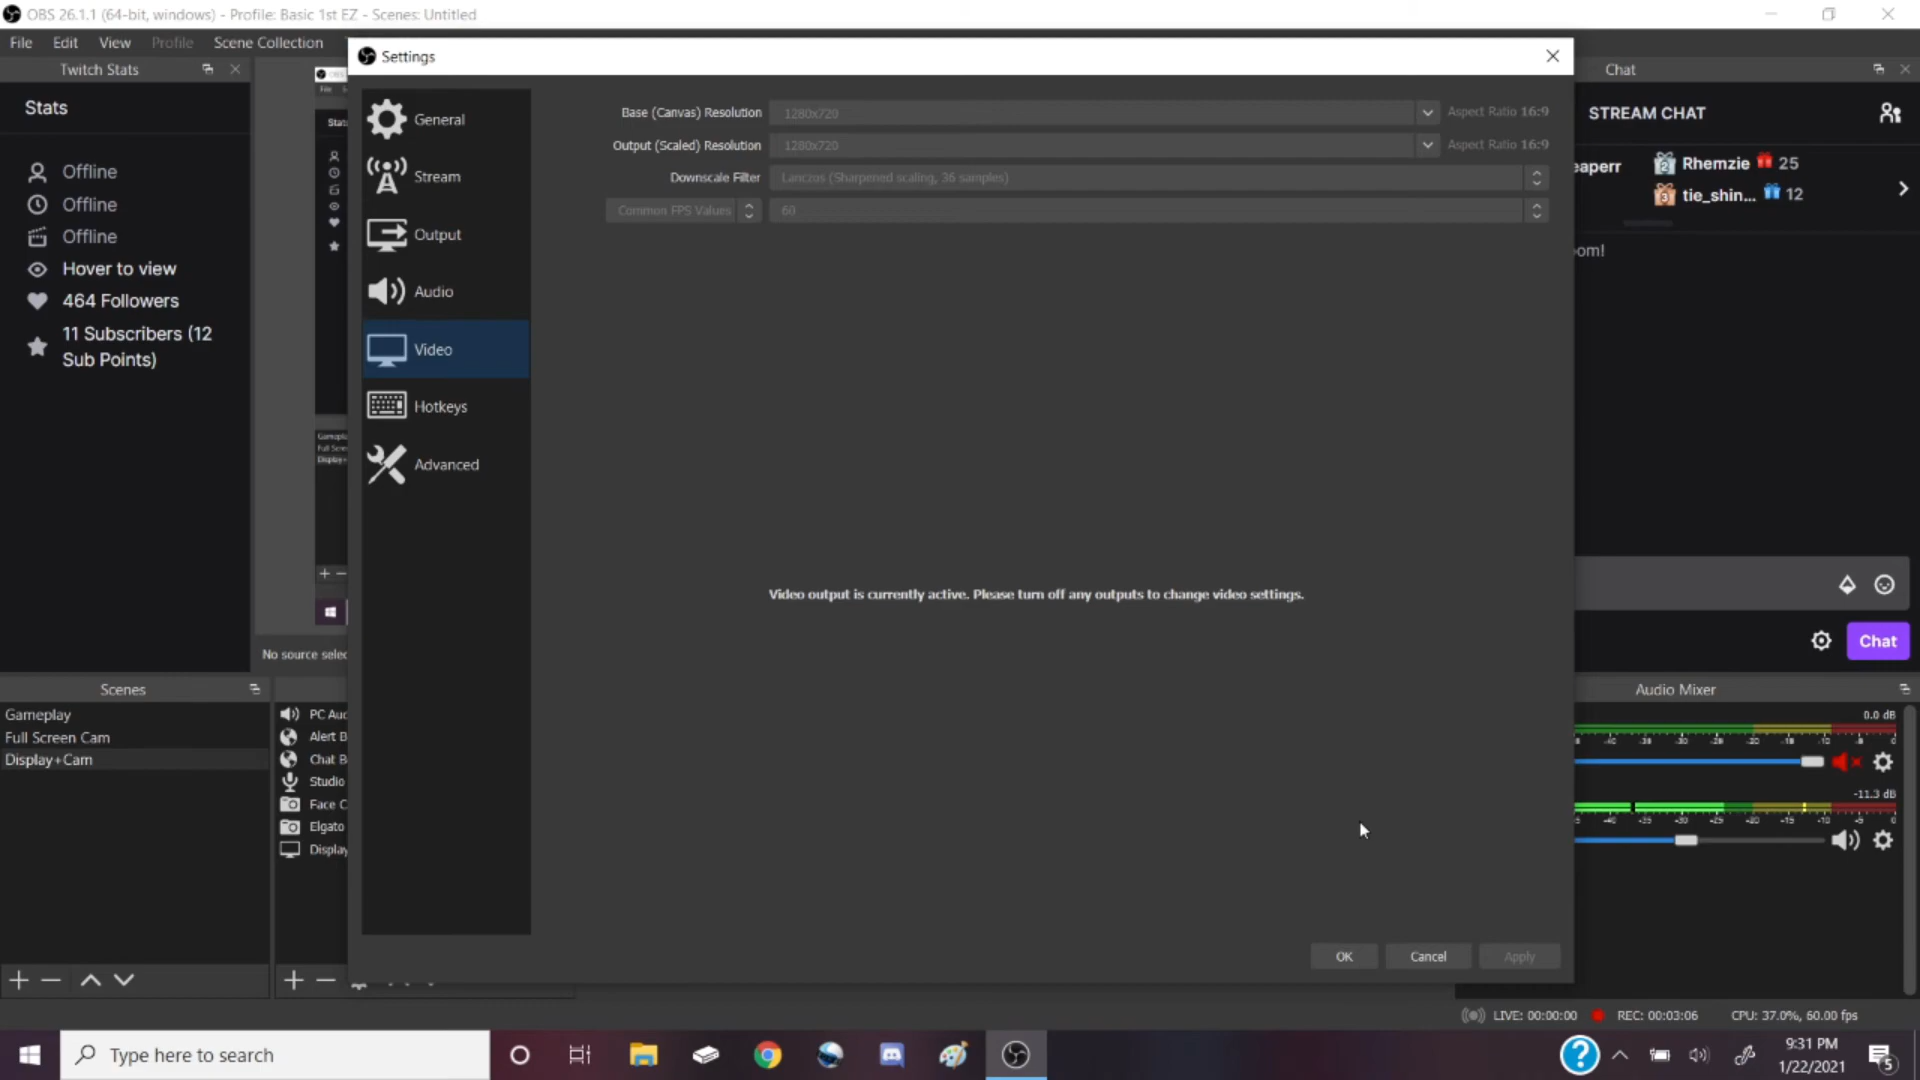 OBS 26.1.1 (64-bit, windows) - Profile: Basic 1st EZ - Scenes: Untitled
File Edit View Profile Scene Collection
Twitch Stats
Stats
Offline
Offline
Offline
Hover to view
464 Followers
11 Subscribers (12
Sub Points)
Settings
General
Stream
Output
Audio
Video
Hotkeys
Advanced
Base (Canvas) Resolution 1280x720 Aspect Ratio 16:9
Output (Scaled) Resolution 1280x720 Aspect Ratio 16:9
Downscale Filter Lanczos (Sharpened scaling, 36 samples)
Common FPS Values 60
Video output is currently active. Please turn off any outputs to change video settings.
OK Cancel Apply
Chat
STREAM CHAT
eaperr Rhemzie 25
tie_shin... 12
om!
Chat
No source selec
Scenes
Gameplay
Full Screen Cam
Display+Cam
PC Aud
Alert B
Chat B
Studio
Face C
Elgato
Display
Audio Mixer
0.0 dB
-11.3 dB
LIVE: 00:00:00 REC: 00:03:06 CPU: 37.0%, 60.00 fps
Type here to search
9:31 PM
1/22/2021
5